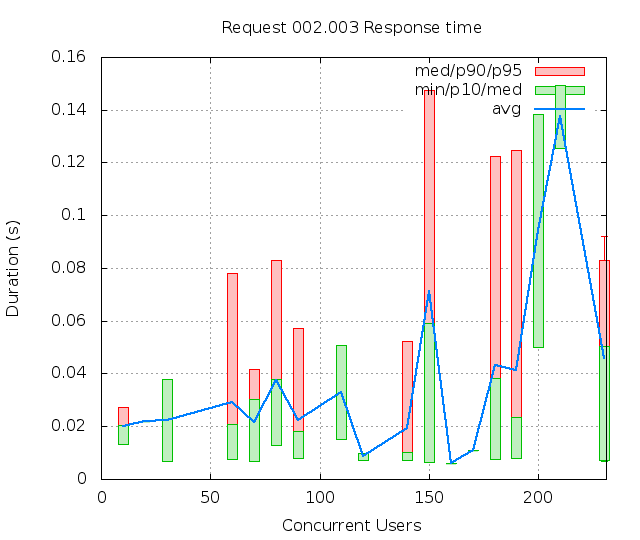 Request 002.003 Response time
0.16
0.14
0.12
0.1
0.08
0.06
0.04
0.02
0
Duration (s)
med/p90/p95
min/p10/med
avg
0 50 100 150 200
Concurrent Users